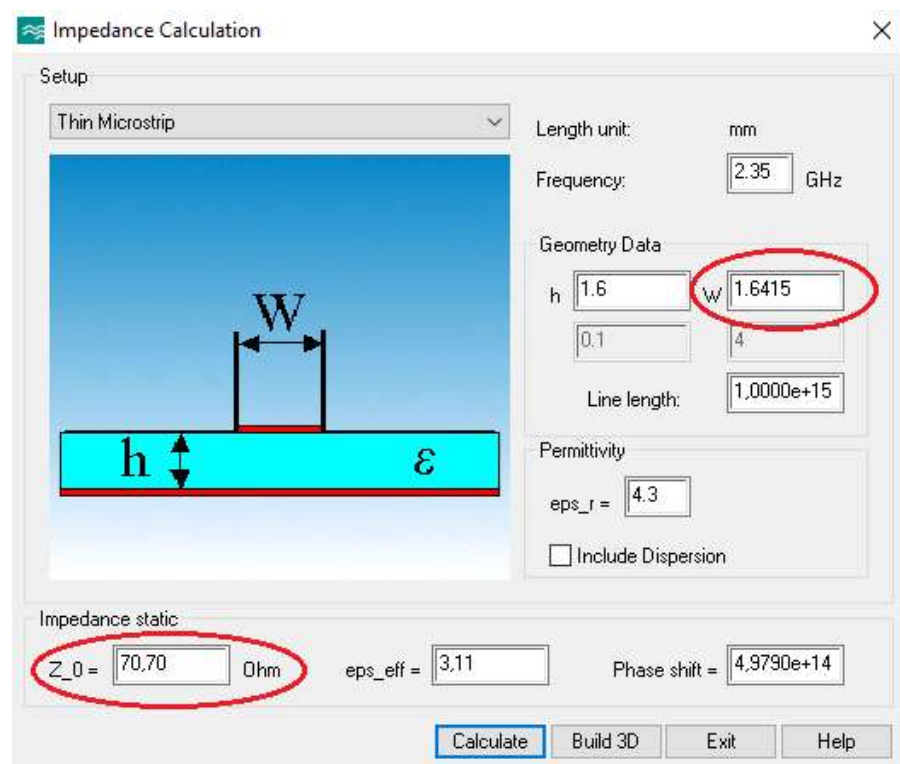 Impedance Calculation
Setup
Thin Microstrip
Length unit: mm
Frequency: 2.35 GHz
Geometry Data
h 1.6 W 1.6415
0.1 4
Line length: 1,0000e+15
W
h ε
Permittivity
eps_r = 4.3
Include Dispersion
Impedance static
Z_0 = 70,70 Ohm eps_eff = 3,11 Phase shift = 4,9790e+14
Calculate Build 3D Exit Help